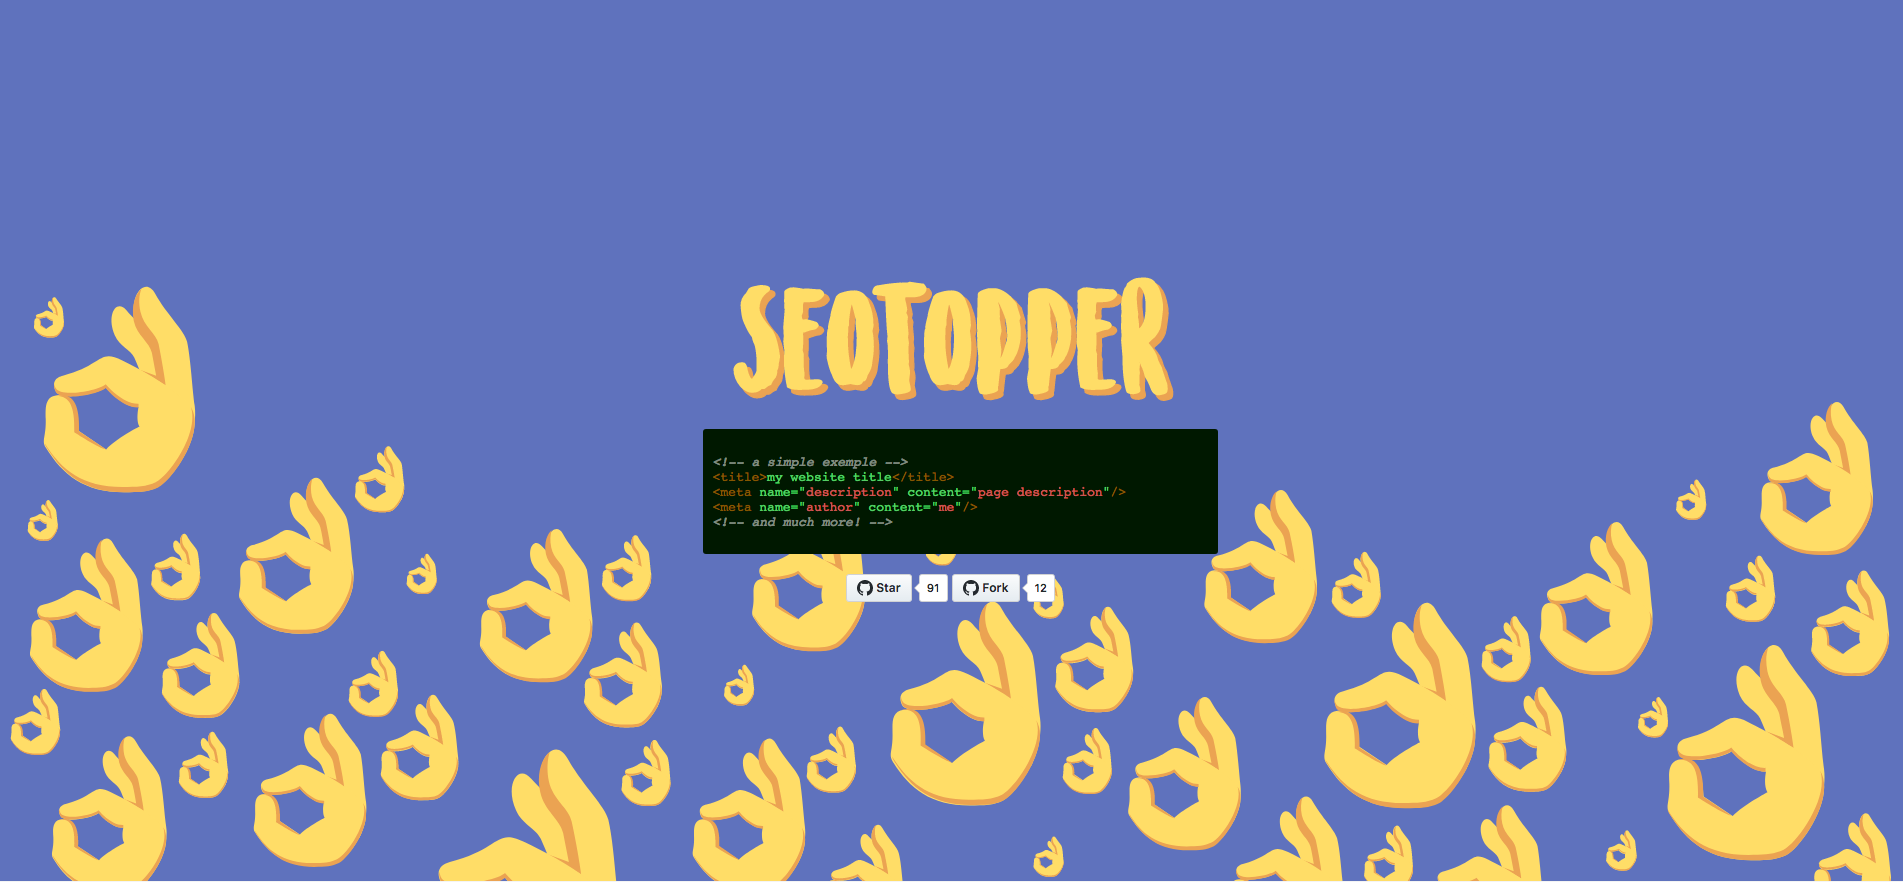 SEOTOPPER
<!-- a simple exemple -->
<title>my website title</title>
<meta name="description" content="page description"/>
<meta name="author" content="me"/>
<!-- and much more! -->
Star 91 Fork 12